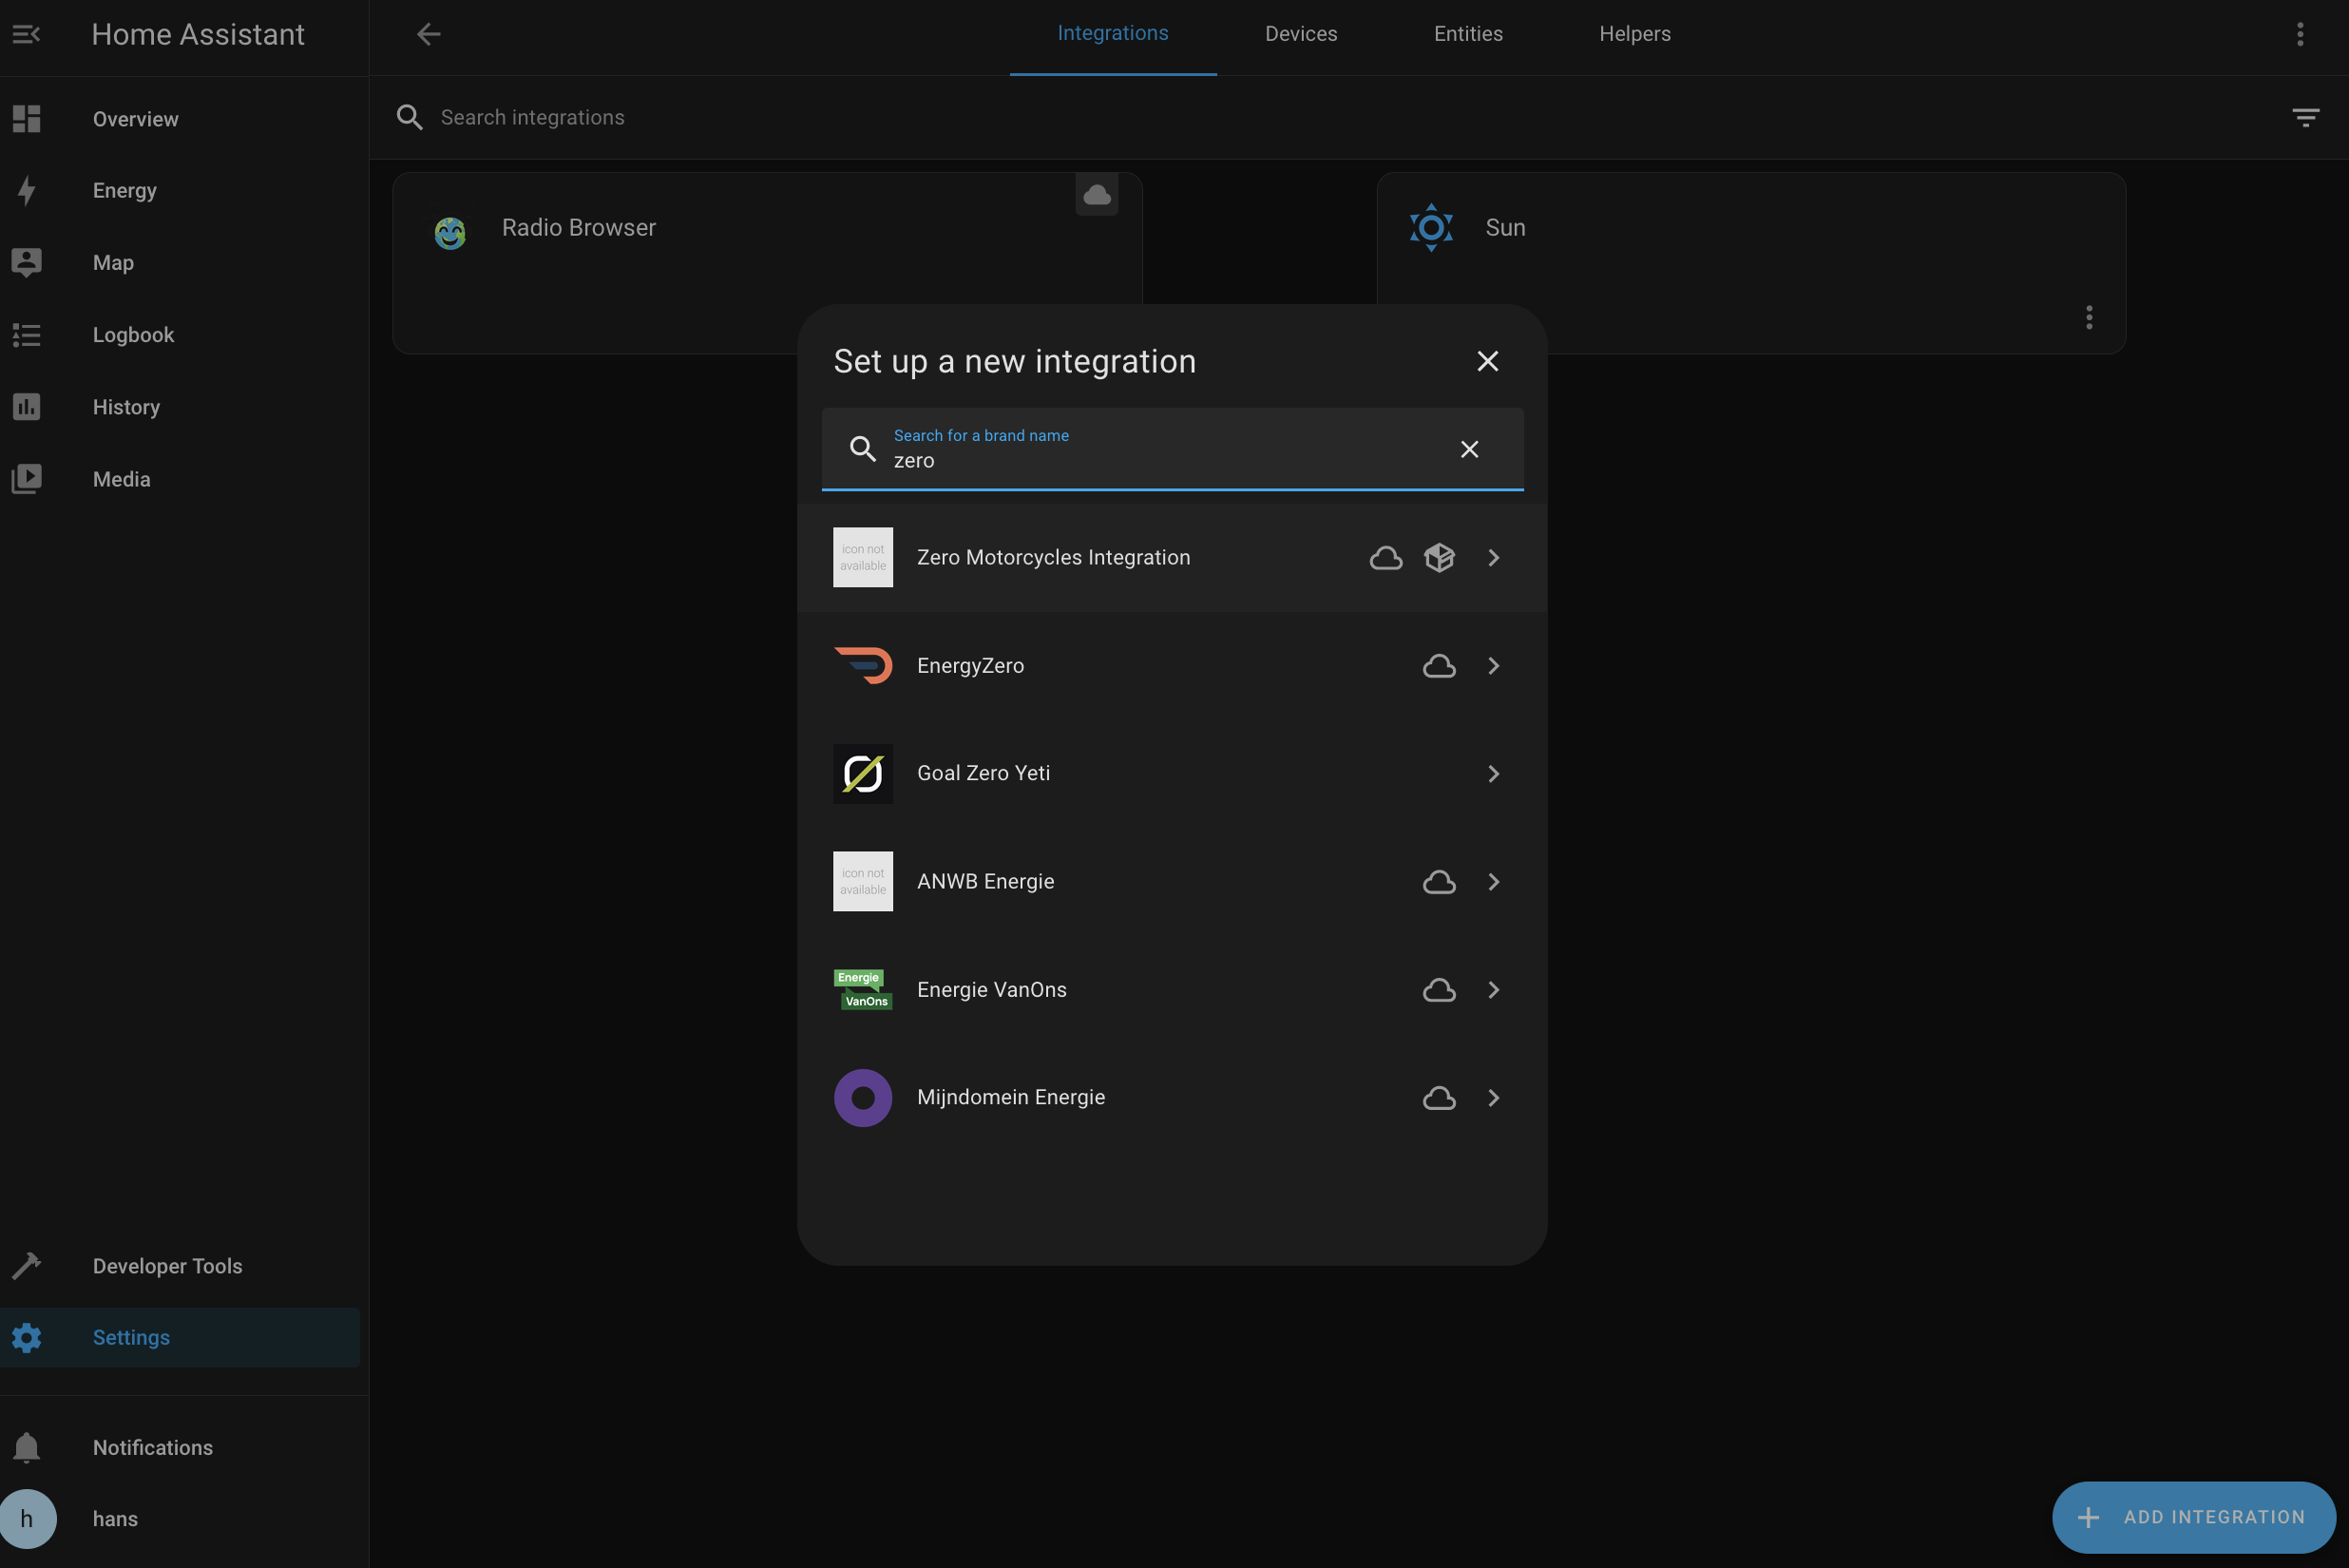 Home Assistant
Overview
Energy
Map
Logbook
History
Media
Developer Tools
Settings
Notifications
h
hans
Integrations
Devices
Entities
Helpers
Search integrations
Radio Browser
Sun
Set up a new integration
Search for a brand name
zero
icon not
available
Zero Motorcycles Integration
EnergyZero
Goal Zero Yeti
icon not
available
ANWB Energie
Energie
VanOns
Energie VanOns
Mijndomein Energie
ADD INTEGRATION